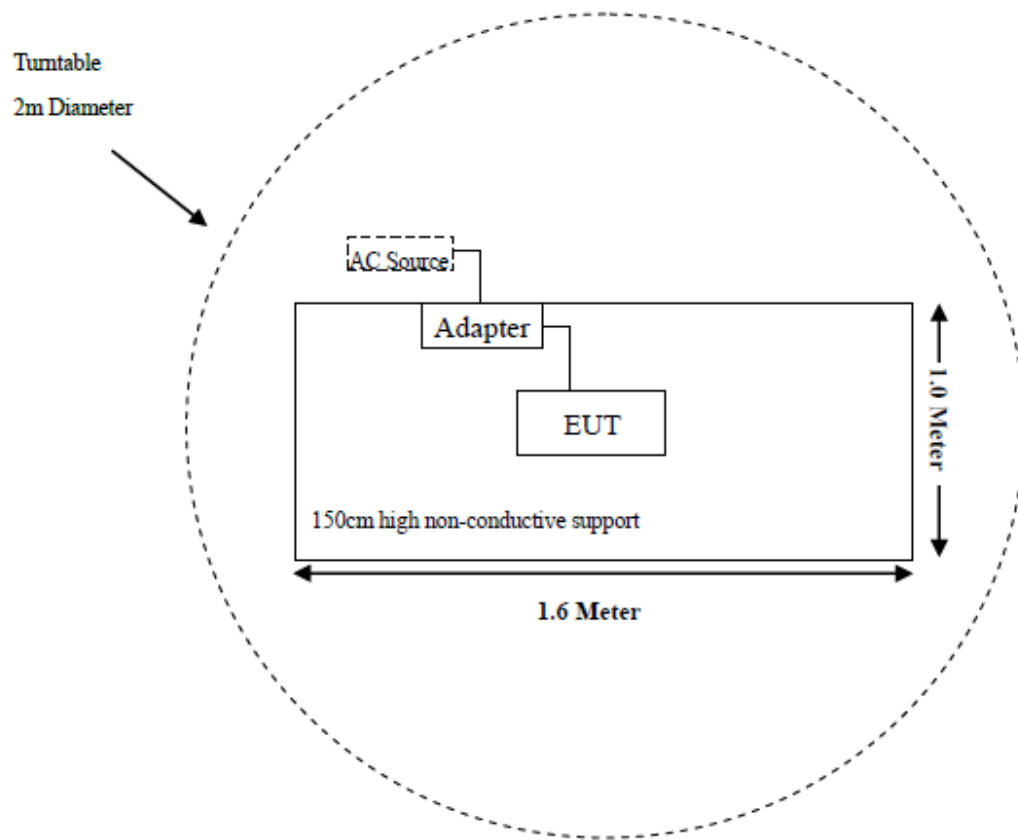 Turntable
2m Diameter
AC Source
Adapter
EUT
150cm high non-conductive support
1.0 Meter
1.6 Meter